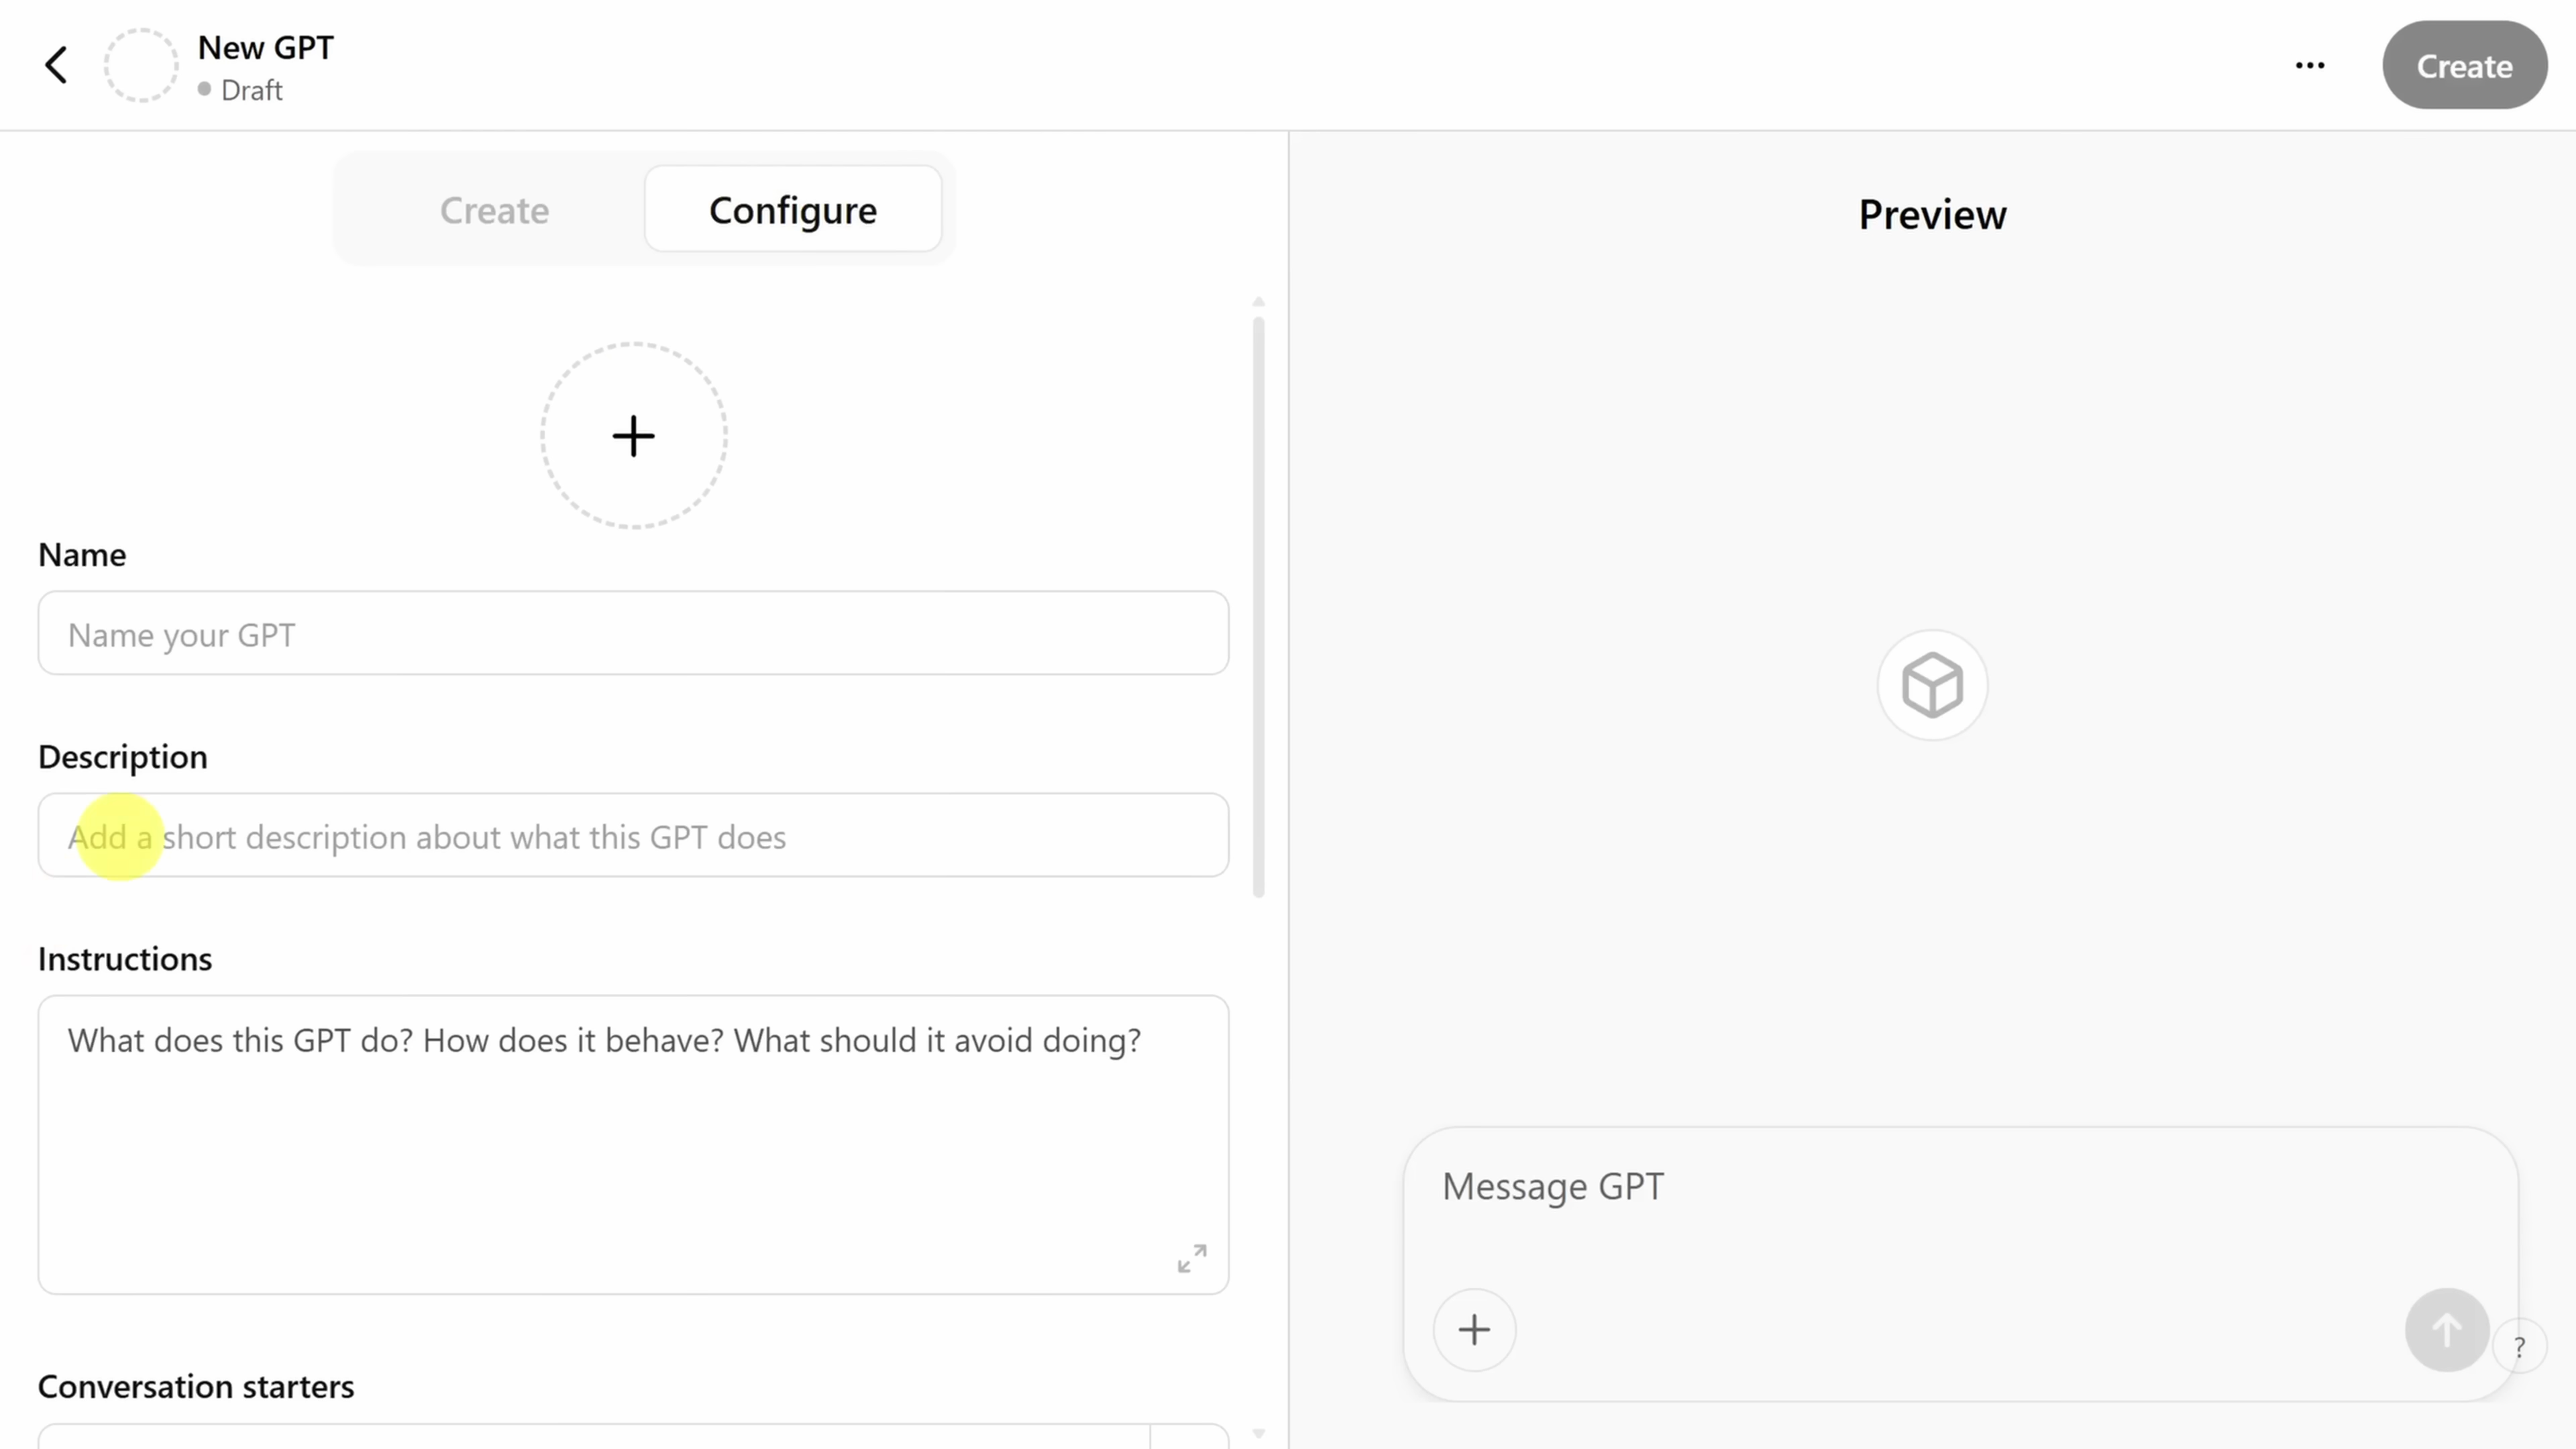 New GPT
Draft
Create
Create
Configure
Preview
Name
Name your GPT
Description
Add a short description about what this GPT does
Instructions
What does this GPT do? How does it behave? What should it avoid doing?
Message GPT
?
Conversation starters